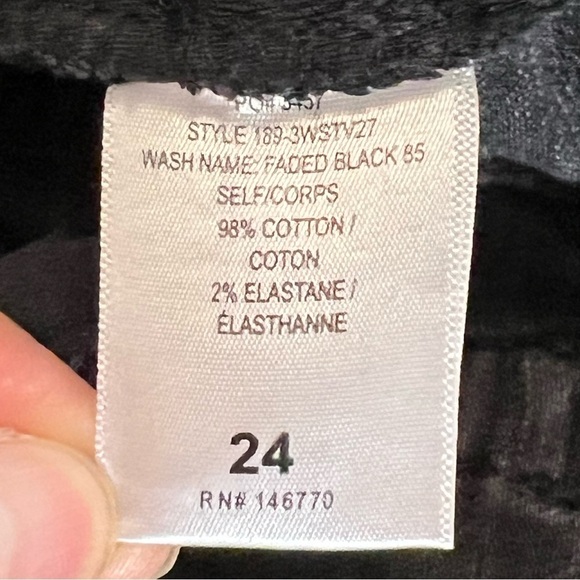 STYLE 189-3WSTV27
WASH NAME: FADED BLACK 85
SELF/CORPS
98% COTTON /
COTON
2% ELASTANE /
ÉLASTHANNE
24
RN# 146770